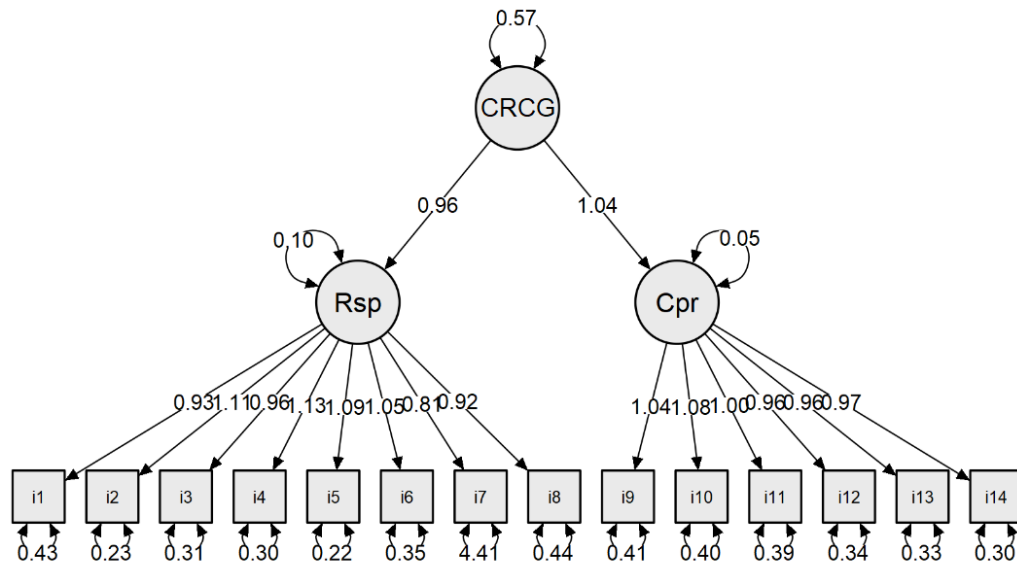 0.57
CRCG
0.96 1.04
0.10 0.05
Rsp Cpr
0.93 1.11 0.96 1.13 1.09 1.05 0.81 0.92 1.04 1.08 1.00 0.96 0.96 0.97
i1 i2 i3 i4 i5 i6 i7 i8 i9 i10 i11 i12 i13 i14
0.43 0.23 0.31 0.30 0.22 0.35 4.41 0.44 0.41 0.40 0.39 0.34 0.33 0.30